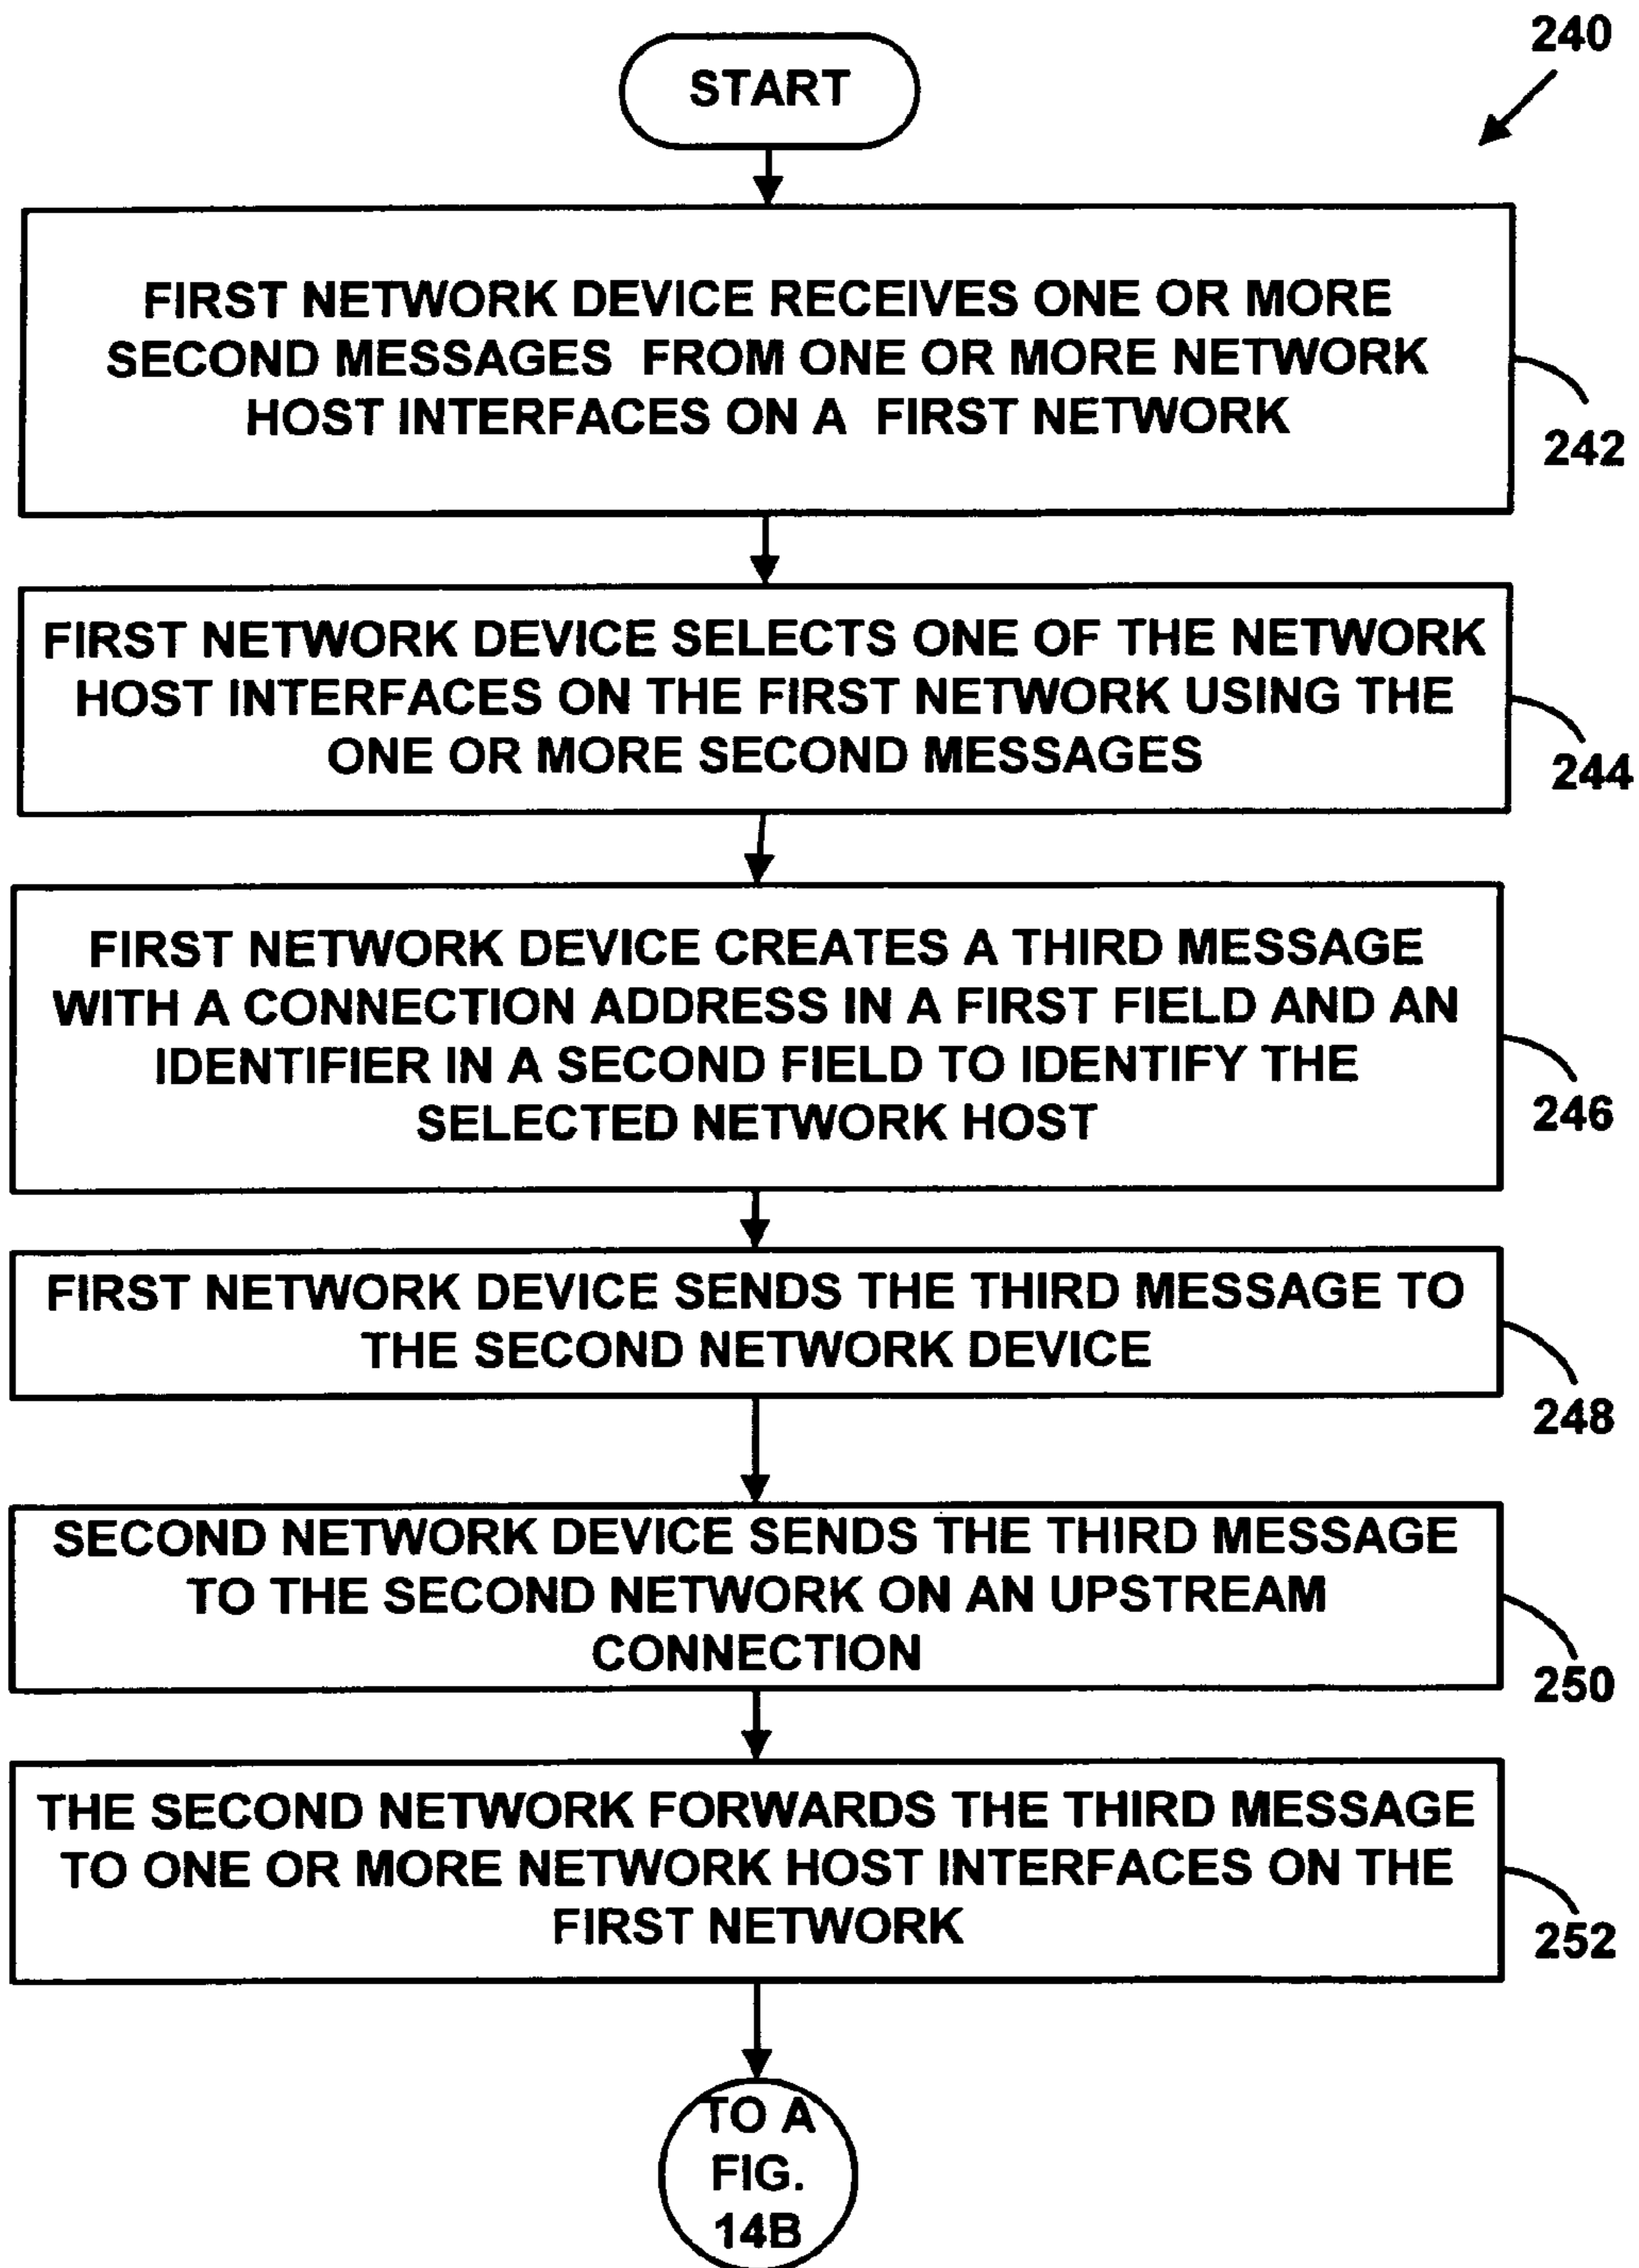 240
START
FIRST NETWORK DEVICE RECEIVES ONE OR MORE
SECOND MESSAGES FROM ONE OR MORE NETWORK
HOST INTERFACES ON A FIRST NETWORK
242
FIRST NETWORK DEVICE SELECTS ONE OF THE NETWORK
HOST INTERFACES ON THE FIRST NETWORK USING THE
ONE OR MORE SECOND MESSAGES
244
FIRST NETWORK DEVICE CREATES A THIRD MESSAGE
WITH A CONNECTION ADDRESS IN A FIRST FIELD AND AN
IDENTIFIER IN A SECOND FIELD TO IDENTIFY THE
SELECTED NETWORK HOST
246
FIRST NETWORK DEVICE SENDS THE THIRD MESSAGE TO
THE SECOND NETWORK DEVICE
248
SECOND NETWORK DEVICE SENDS THE THIRD MESSAGE
TO THE SECOND NETWORK ON AN UPSTREAM
CONNECTION
250
THE SECOND NETWORK FORWARDS THE THIRD MESSAGE
TO ONE OR MORE NETWORK HOST INTERFACES ON THE
FIRST NETWORK
252
TO A
FIG.
14B